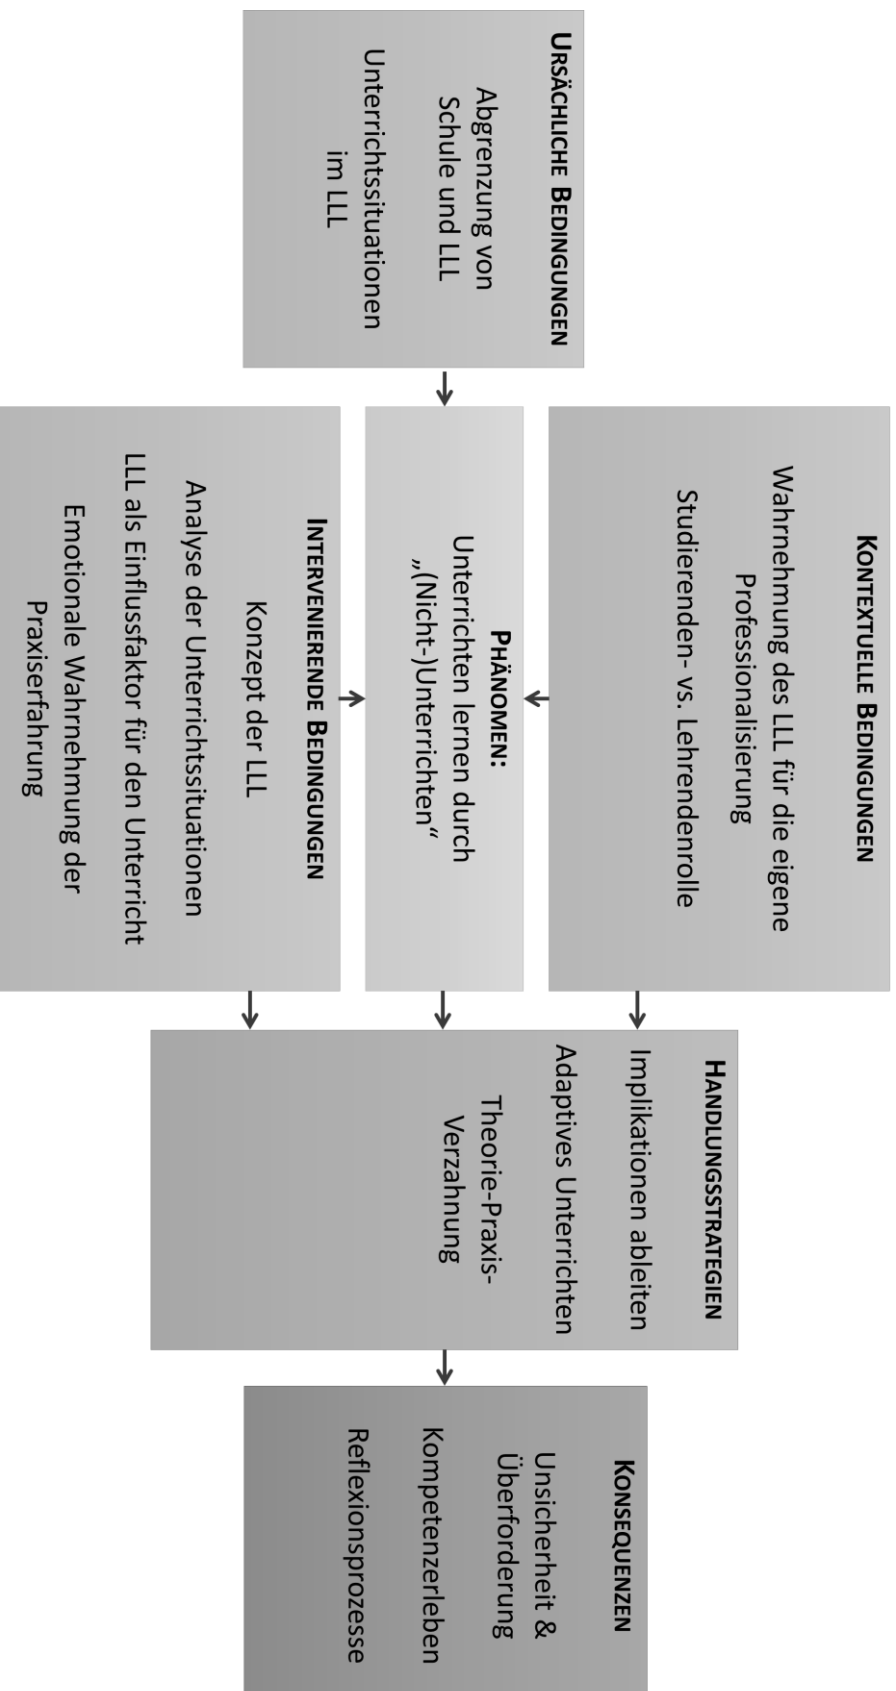 URSÄCHLICHE BEDINGUNGEN
Abgrenzung von
Schule und LLL
Unterrichtssituationen
im LLL
KONTEXTUELLE BEDINGUNGEN
Wahrnehmung des LLL für die eigene
Professionalisierung
Studierenden- vs. Lehrendenrolle
PHÄNOMEN:
Unterrichten lernen durch
„(Nicht-)Unterrichten“
INTERVENIERENDE BEDINGUNGEN
Konzept der LLL
Analyse der Unterrichtssituationen
LLL als Einflussfaktor für den Unterricht
Emotionale Wahrnehmung der
Praxiserfahrung
HANDLUNGSSTRATEGIEN
Implikationen ableiten
Adaptives Unterrichten
Theorie-Praxis-
Verzahnung
KONSEQUENZEN
Unsicherheit &
Überforderung
Kompetenzerleben
Reflexionsprozesse